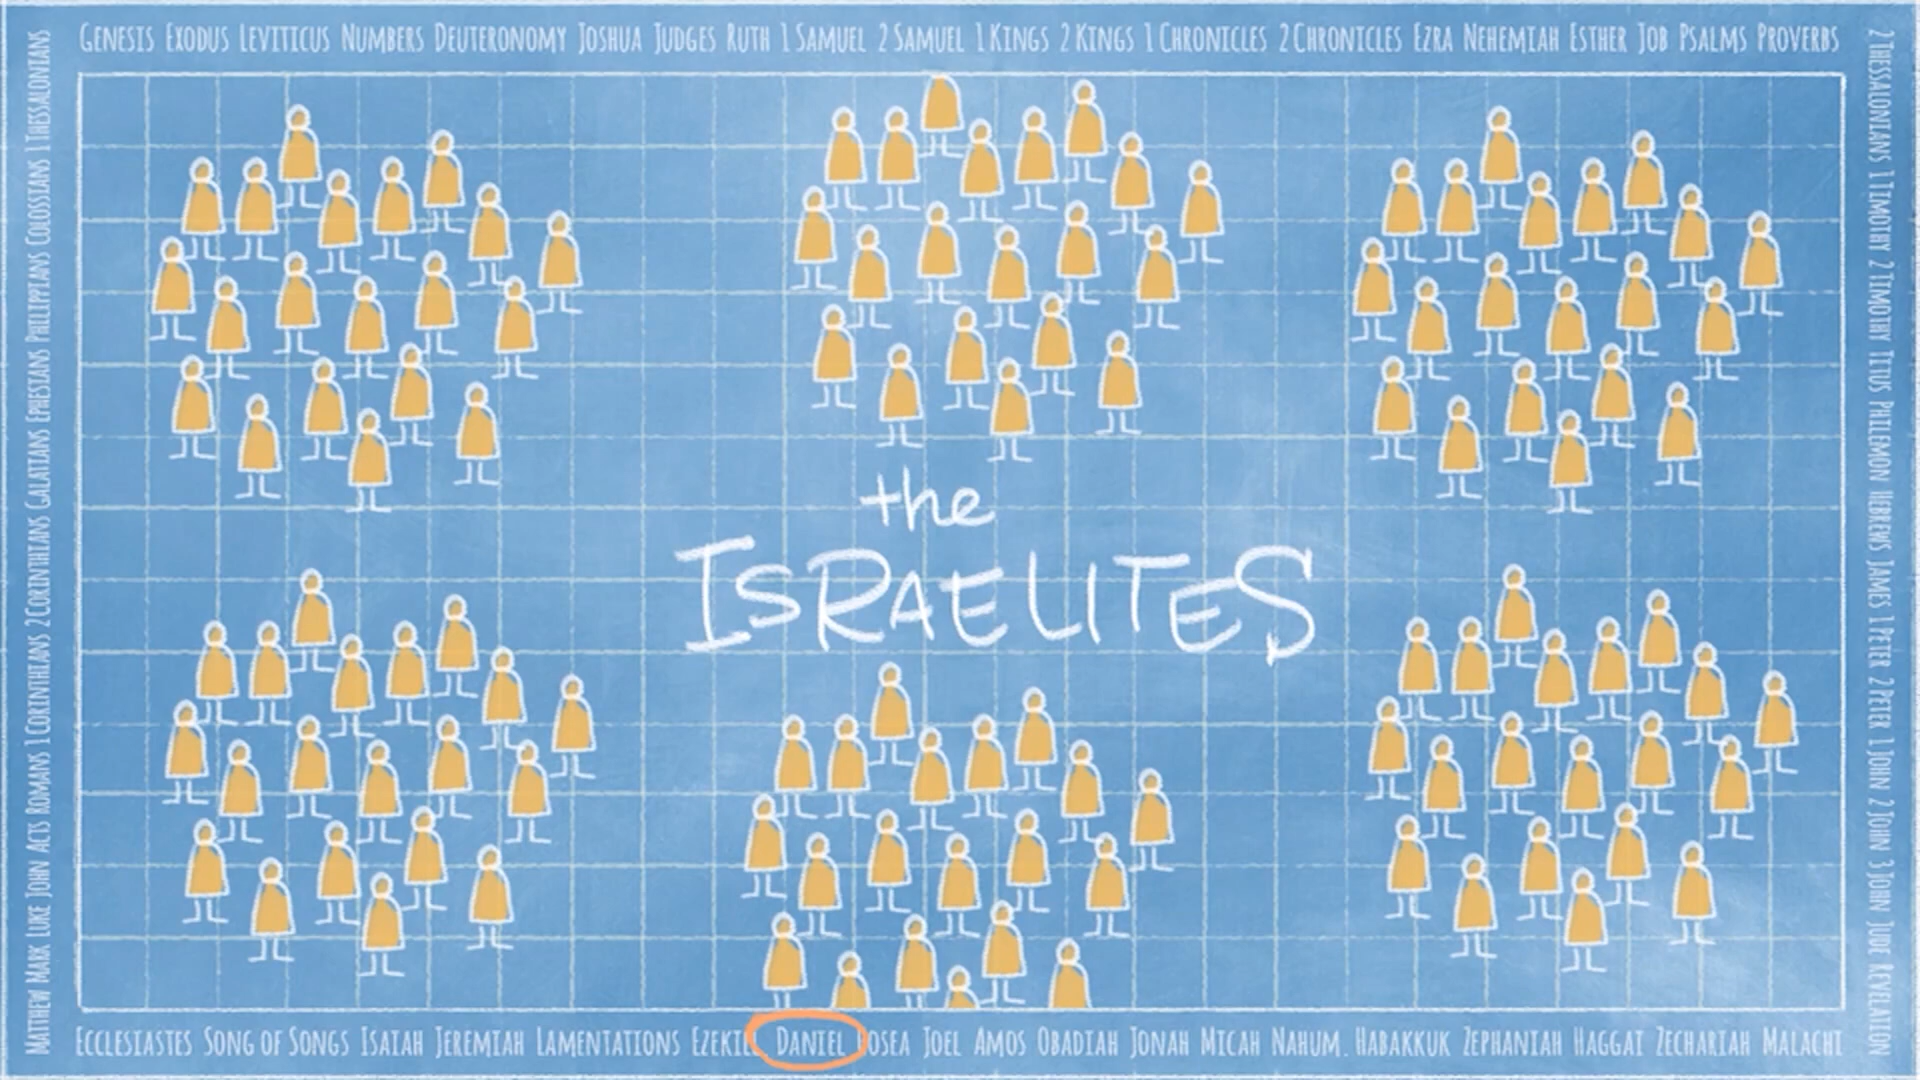 GENESIS EXODUS LEVITICUS NUMBERS DEUTERONOMY JOSHUA JUDGES RUTH 1 SAMUEL 2 SAMUEL 1 KINGS 2 KINGS 1 CHRONICLES 2 CHRONICLES EZRA NEHEMIAH ESTHER JOB PSALMS PROVERBS
the
ISRAELITES
ECCLESIASTES SONG OF SONGS ISAIAH JEREMIAH LAMENTATIONS DANIEL JOEL AMOS OBADIAH JONAH MICAH NAHUM. HABAKKUK ZEPHANIAH HAGGAI ZECHARIAH MALACHI
MATTHEW MARK LUKE JOHN ACTS ROMANS 1 CORINTHIANS 2 CORINTHIANS GALATIANS EPHESIANS PHILIPPIANS COLOSSIANS 1 THESSALONIANS
2 THESSALONIANS 1 TIMOTHY 2 TIMOTHY TITUS PHILEMON HEBREWS JAMES 1 PETER 2 PETER 1 JOHN 2 JOHN 3 JOHN JUDE REVELATION